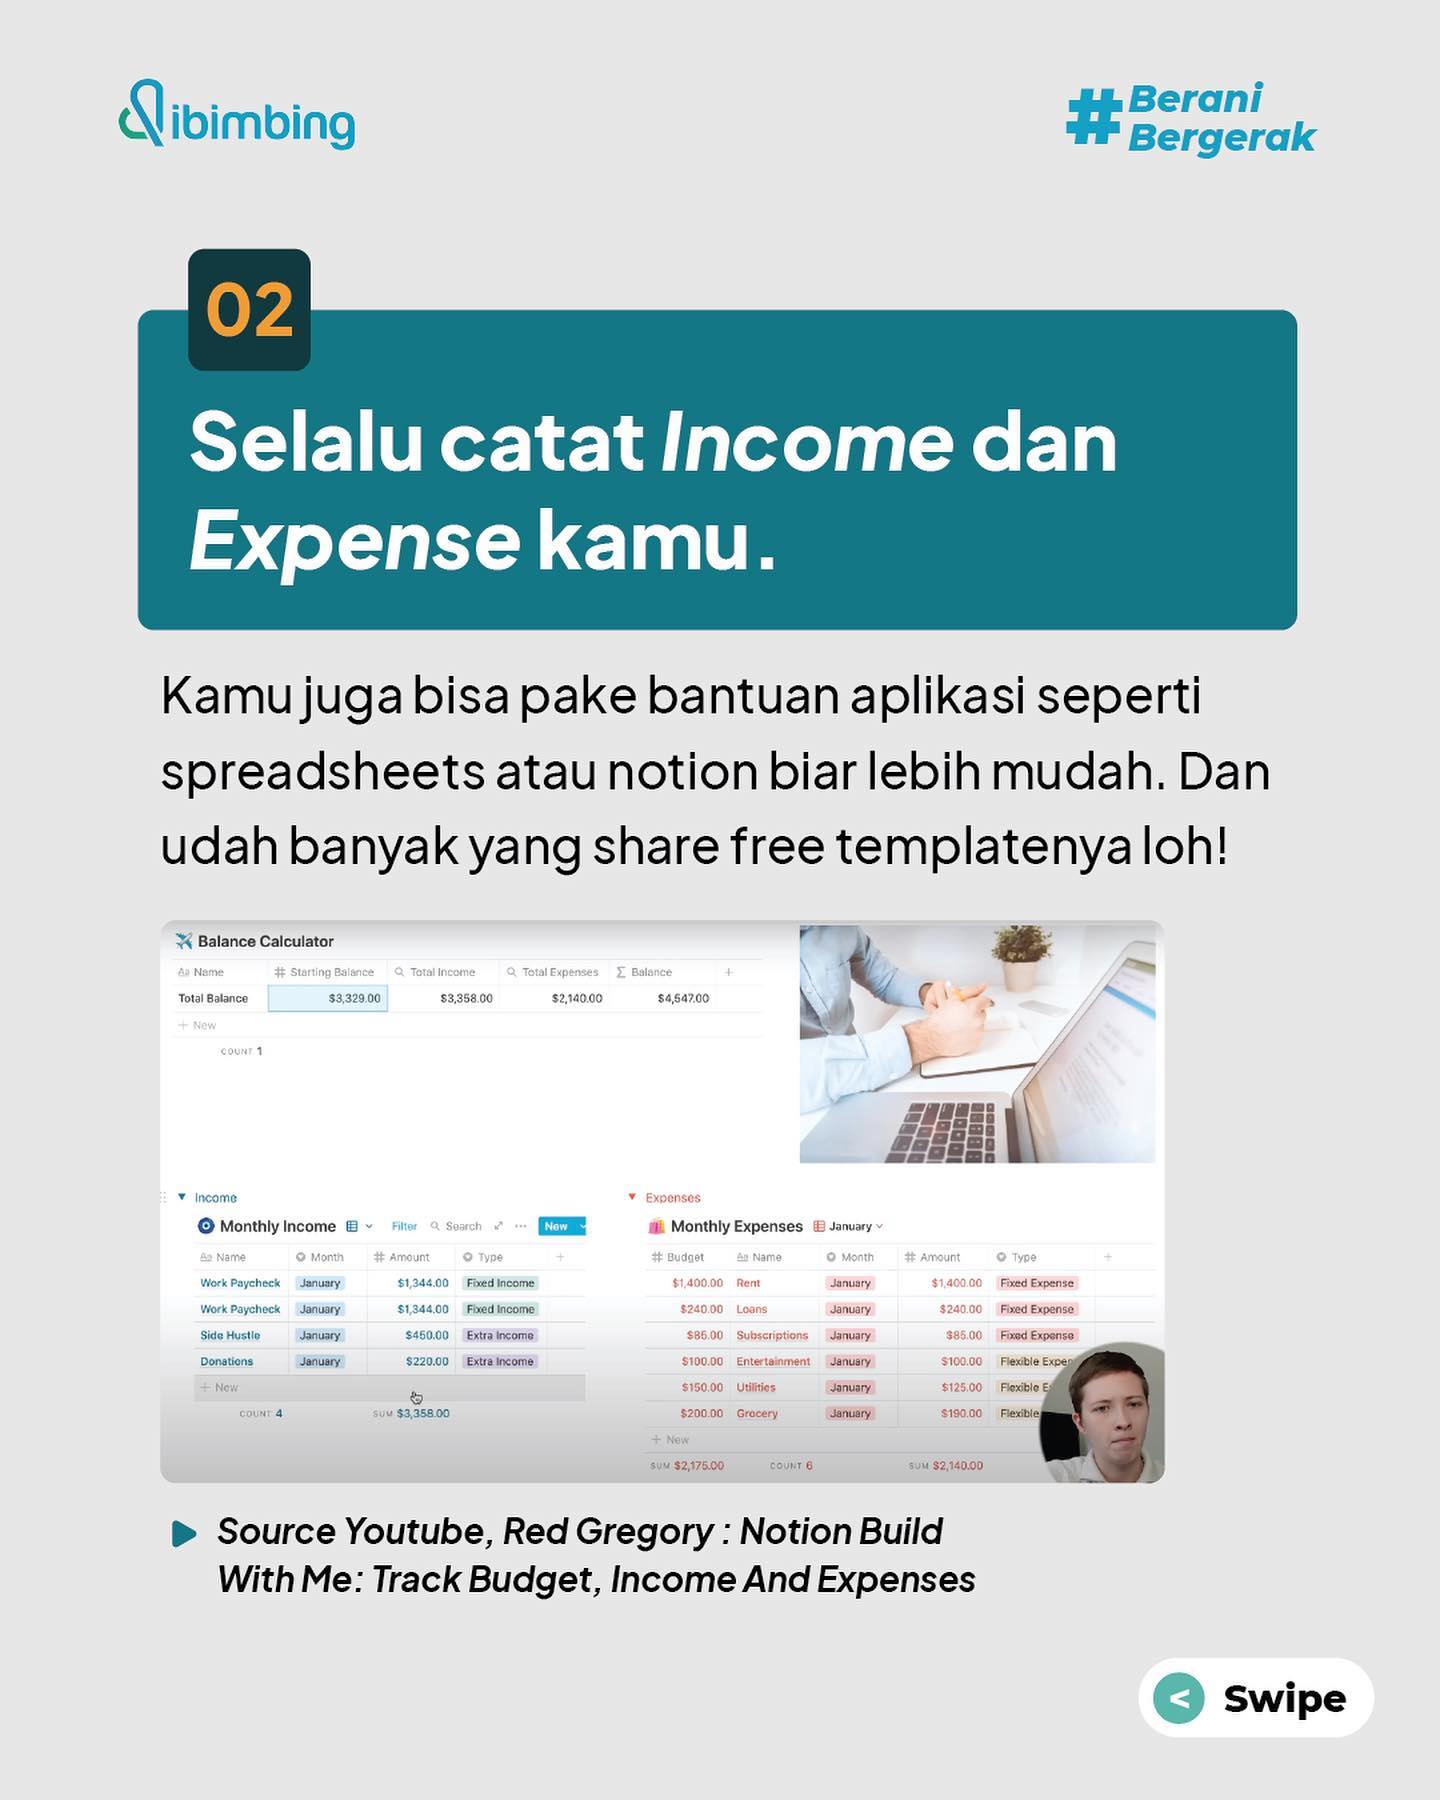 ibimbing
#Berani
Bergerak
02
Selalu catat Income dan
Expense kamu.
Kamu juga bisa pake bantuan aplikasi seperti
spreadsheets atau notion biar lebih mudah. Dan
udah banyak yang share free templatenya loh!
Balance Calculator
Aa Name # Starting Balance Total Income Total Expenses Σ Balance +
Total Balance $3,329.00 $3,358.00 $2,140.00 $4,547.00
+ New
COUNT 1
Income
Monthly Income Filter Search ··· New
Aa Name Month # Amount Type +
Work Paycheck January $1,344.00 Fixed Income
Work Paycheck January $1,344.00 Fixed Income
Side Hustle January $450.00 Extra Income
Donations January $220.00 Extra Income
+ New
COUNT 4 SUM $3,358.00
Expenses
Monthly Expenses January
# Budget Aa Name Month # Amount Type +
$1,400.00 Rent January $1,400.00 Fixed Expense
$240.00 Loans January $240.00 Fixed Expense
$85.00 Subscriptions January $85.00 Fixed Expense
$100.00 Entertainment January $100.00 Flexible Expen
$150.00 Utilities January $125.00 Flexible E
$200.00 Grocery January $190.00 Flexible
+ New
SUM $2,175.00 COUNT 6 SUM $2,140.00
Source Youtube, Red Gregory : Notion Build
With Me: Track Budget, Income And Expenses
< Swipe